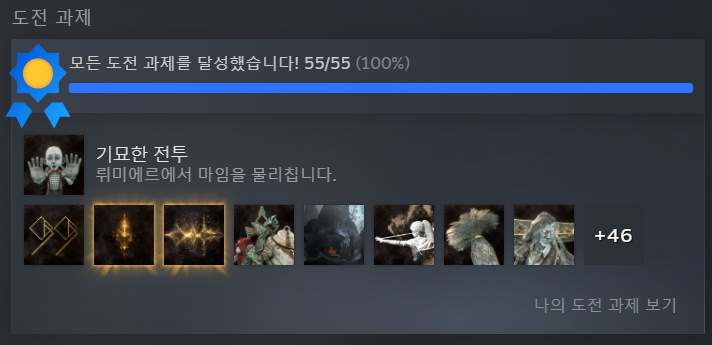 도전 과제
모든 도전 과제를 달성했습니다! 55/55 (100%)
기묘한 전투
뤼미에르에서 마임을 물리칩니다.
+46
나의 도전 과제 보기